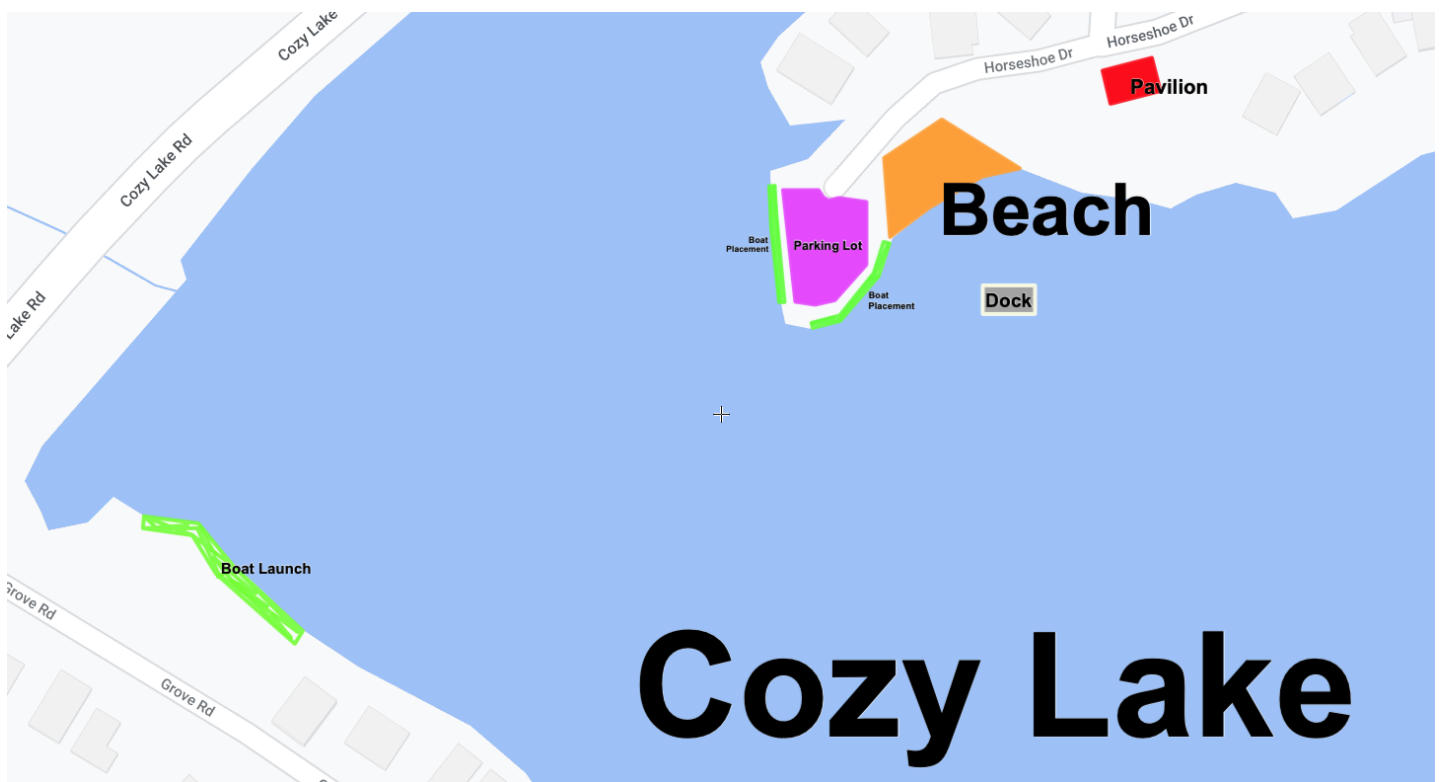 Cozy Lake
Horseshoe Dr
Horseshoe Dr
Pavilion
Cozy Lake Rd
Beach
Boat
Placement
Parking Lot
Lake Rd
Boat
Placement
Dock
Boat Launch
Grove Rd
Cozy Lake
Grove Rd